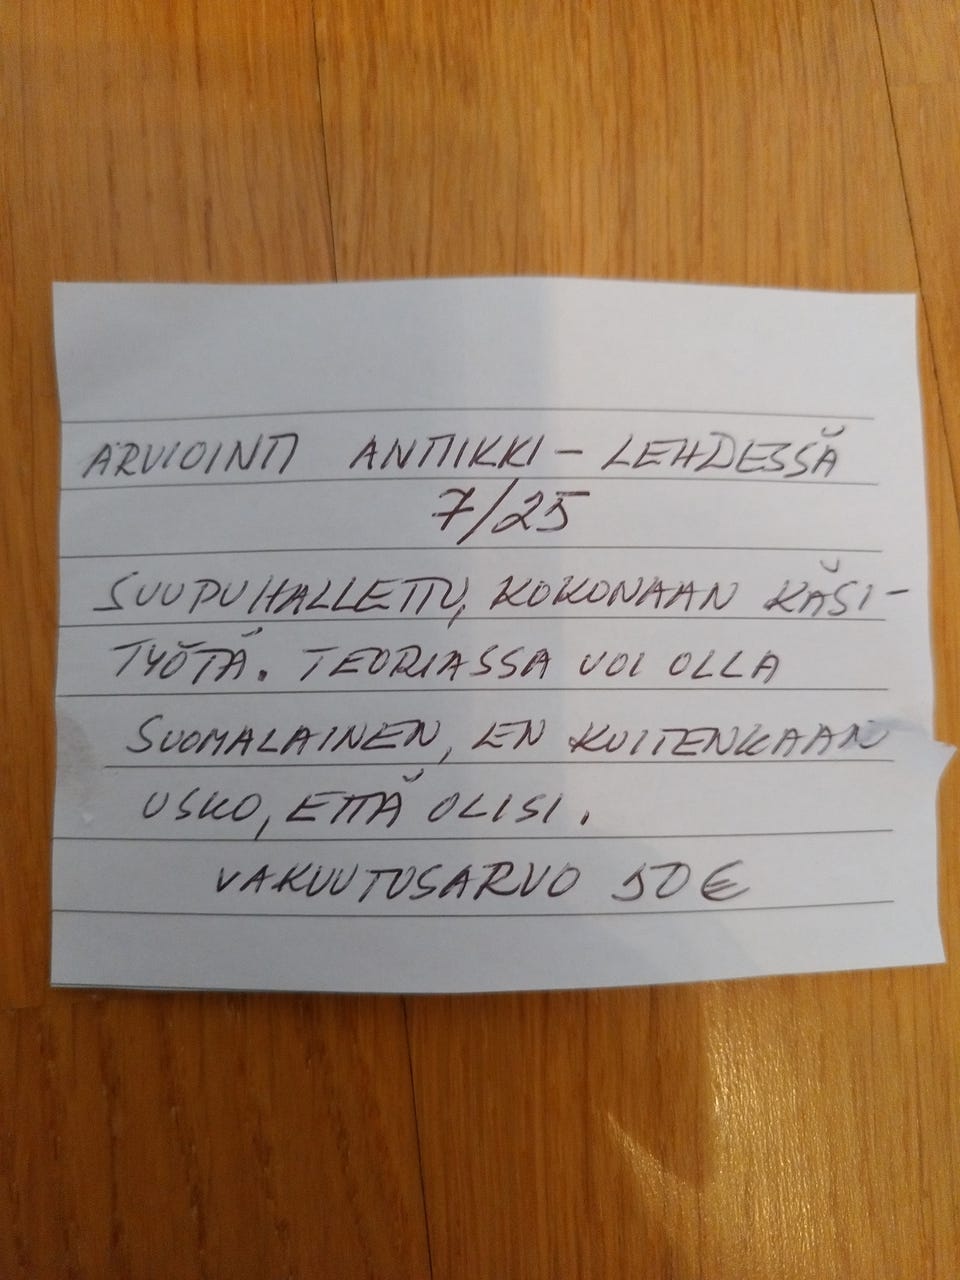 ARVIOINTI ANTIIKKI-LEHDESSÄ
7/25
SUUPUHALLETTU, KOKONAAN KÄSI-
TYÖTÄ. TEORIASSA VOI OLLA
SUOMALAINEN, EN KUITENKAAN
USKO, ETTÄ OLISI.
VAKUUTUSARVO 50€